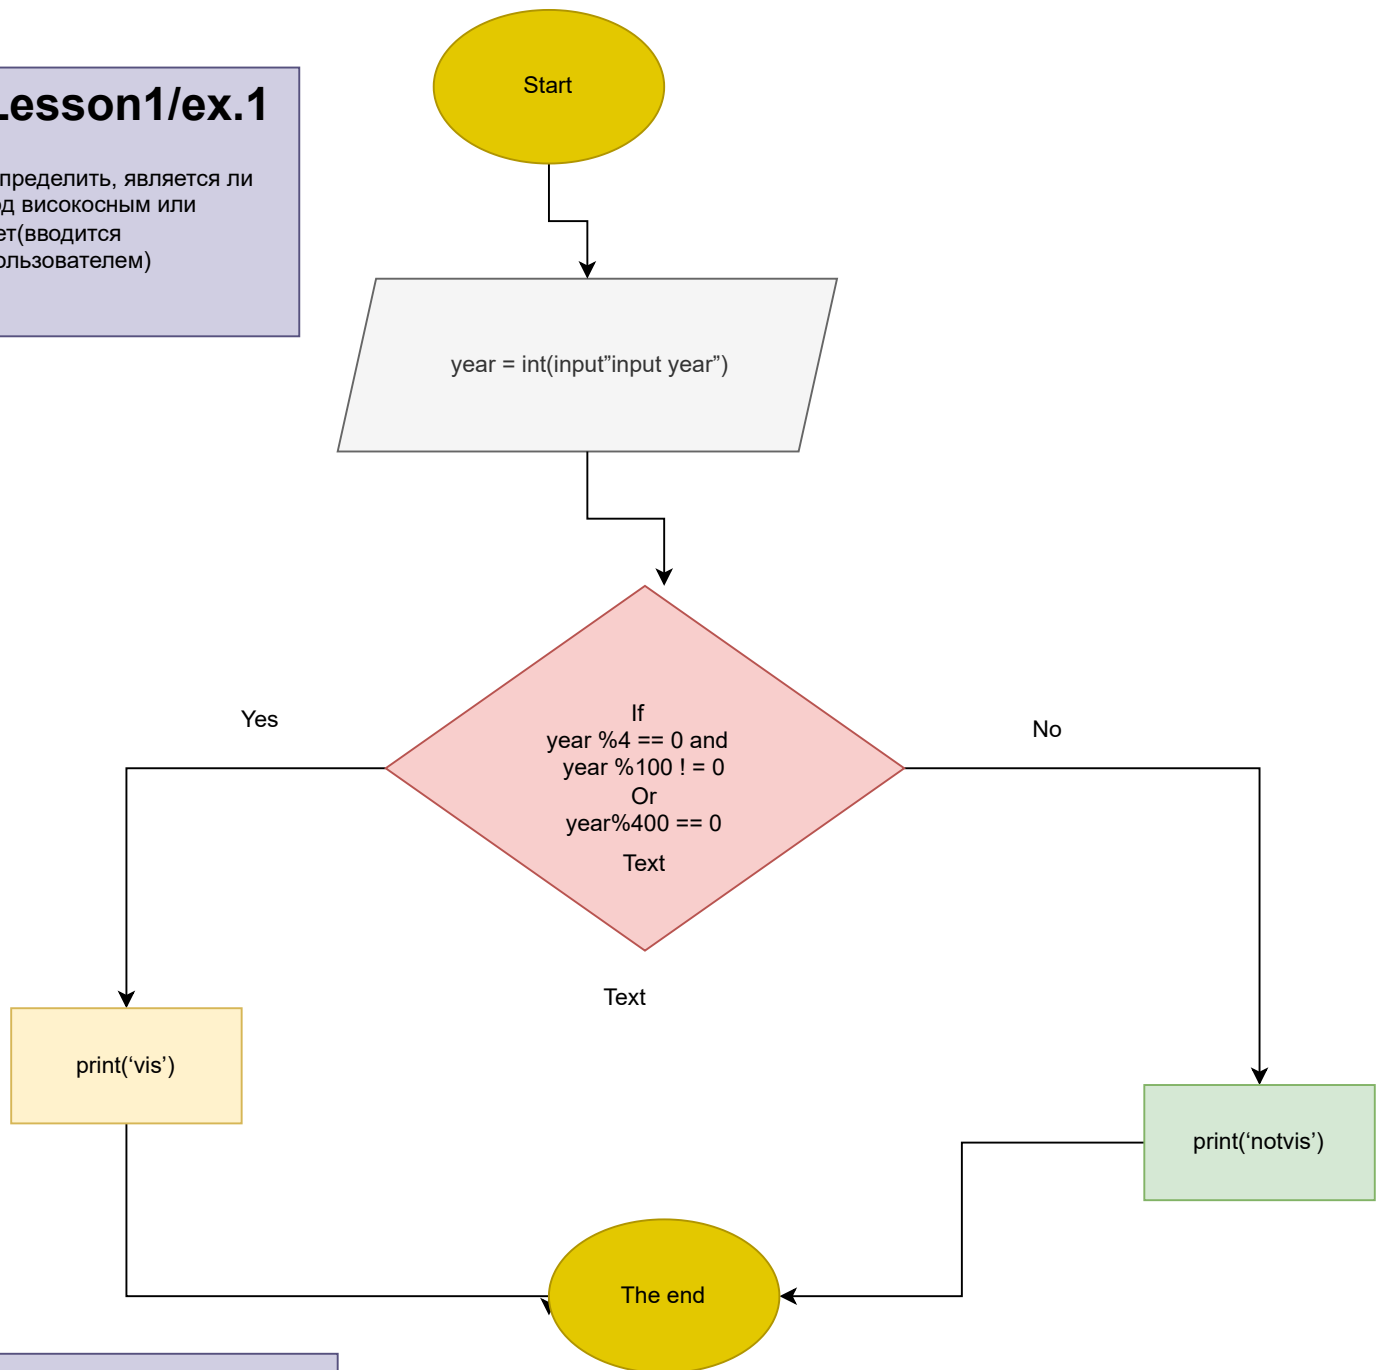 Start
Lesson1/ex.1
пределить, является ли
од високосным или
ет(вводится
ользователем)
year = int(input”input year”)
Yes
No
If
year %4 == 0 and
year %100 ! = 0
Or
year%400 == 0
Text
Text
print(‘vis’)
print(‘notvis’)
The end